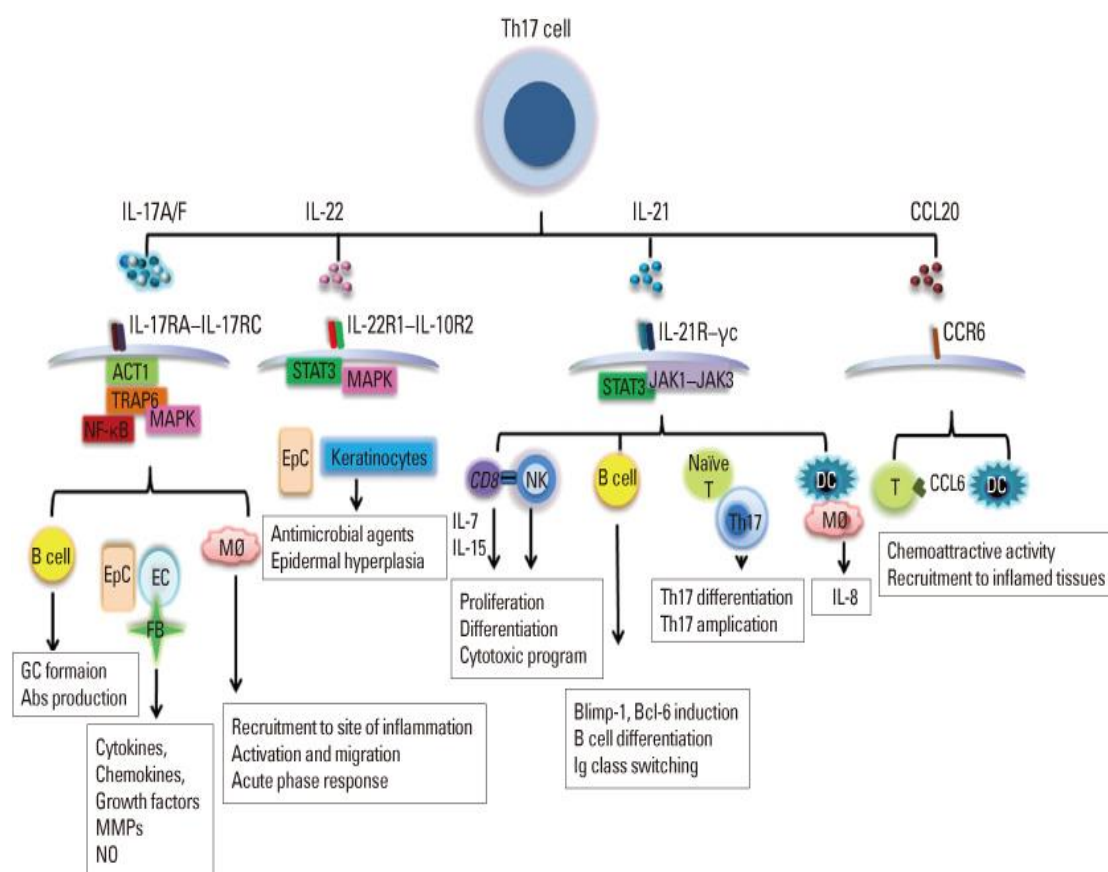 Th17 cell
IL-17A/F
IL-22
IL-21
CCL20
IL-17RA–IL-17RC
IL-22R1–IL-10R2
IL-21R–γc
CCR6
ACT1
TRAP6
NF-κB
MAPK
STAT3
MAPK
STAT3
JAK1–JAK3
EpC
Keratinocytes
Antimicrobial agents
Epidermal hyperplasia
B cell
EpC
EC
FB
MØ
GC formaion
Abs production
Cytokines,
Chemokines,
Growth factors
MMPs
NO
Recruitment to site of inflammation
Activation and migration
Acute phase response
CD8
NK
IL-7
IL-15
Proliferation
Differentiation
Cytotoxic program
B cell
Blimp-1, Bcl-6 induction
B cell differentiation
Ig class switching
Naïve
T
Th17
Th17 differentiation
Th17 amplication
DC
MØ
IL-8
T
CCL6
DC
Chemoattractive activity
Recruitment to inflamed tissues